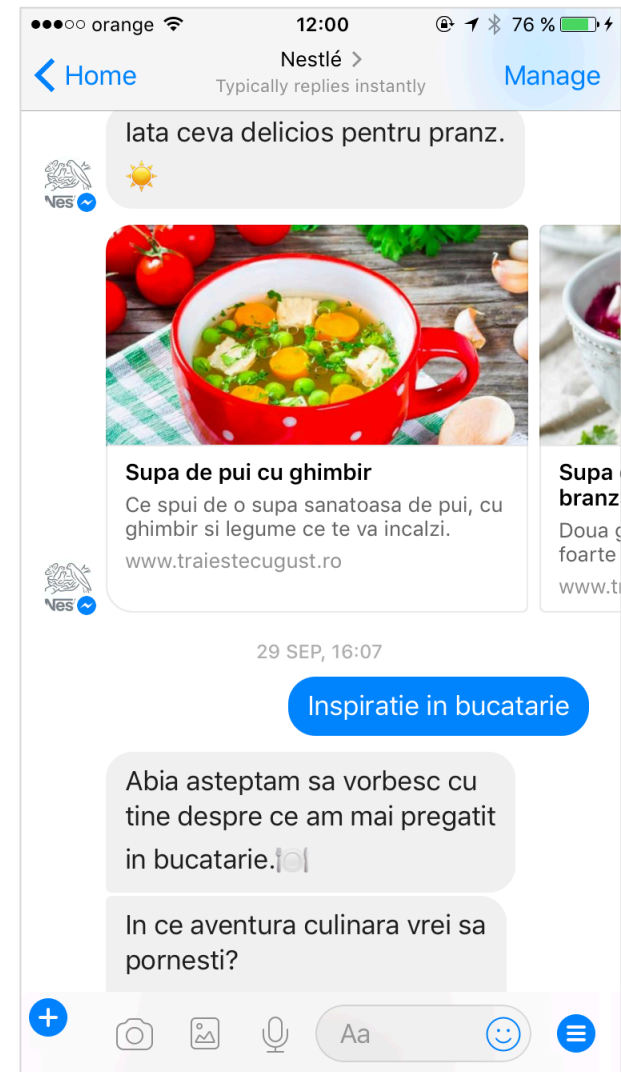 orange 12:00 76 %
Home Nestlé Manage
Typically replies instantly
Iata ceva delicios pentru pranz.
Nes
Supa de pui cu ghimbir
Ce spui de o supa sanatoasa de pui, cu
ghimbir si legume ce te va incalzi.
www.traiestecugust.ro
Supa
branz
Doua g
foarte
www.t
Nes
29 SEP, 16:07
Inspiratie in bucatarie
Abia asteptam sa vorbesc cu
tine despre ce am mai pregatit
in bucatarie.🍽
In ce aventura culinara vrei sa
pornesti?
Aa